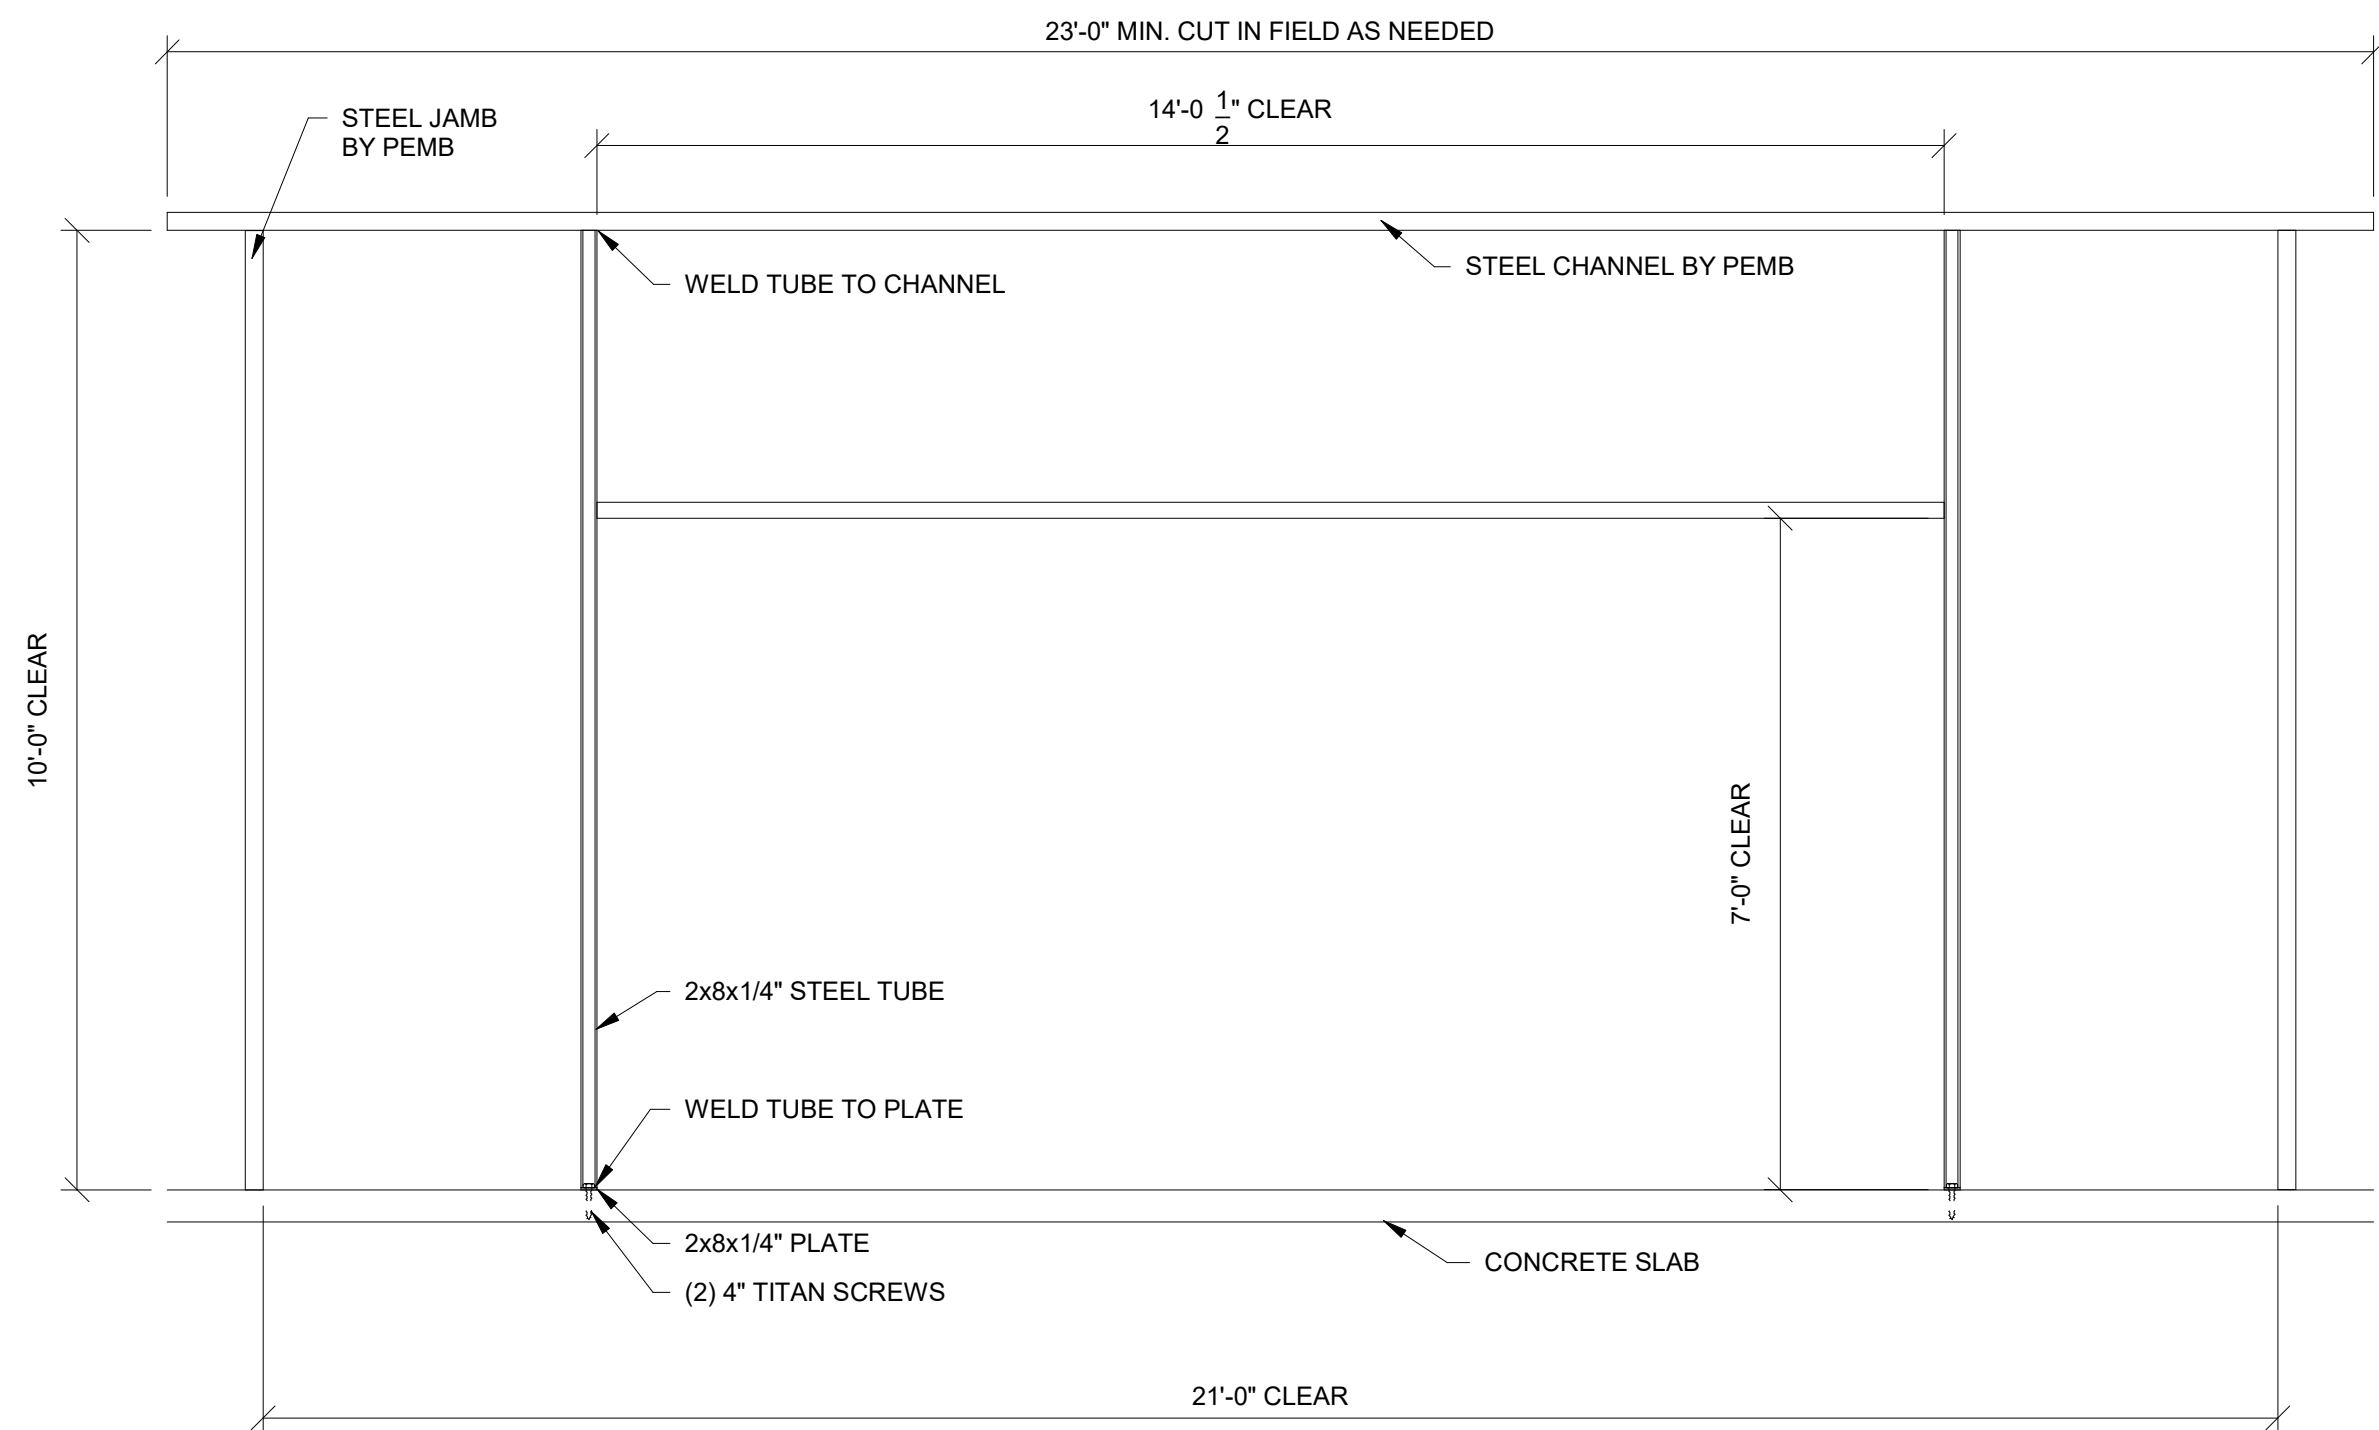 23'-0" MIN. CUT IN FIELD AS NEEDED
14'-0 1/2" CLEAR
STEEL JAMB
BY PEMB
WELD TUBE TO CHANNEL
STEEL CHANNEL BY PEMB
10'-0" CLEAR
7'-0" CLEAR
2x8x1/4" STEEL TUBE
WELD TUBE TO PLATE
2x8x1/4" PLATE
CONCRETE SLAB
(2) 4" TITAN SCREWS
21'-0" CLEAR